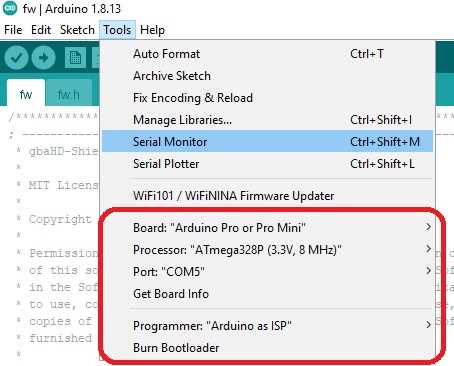 fw | Arduino 1.8.13
File Edit Sketch Tools Help
fw fw.h
Auto Format Ctrl+T
Archive Sketch
Fix Encoding & Reload
Manage Libraries... Ctrl+Shift+I
Serial Monitor Ctrl+Shift+M
Serial Plotter Ctrl+Shift+L
WiFi101 / WiFiNINA Firmware Updater
Board: "Arduino Pro or Pro Mini"
Processor: "ATmega328P (3.3V, 8 MHz)"
Port: "COM5"
Get Board Info
Programmer: "Arduino as ISP"
Burn Bootloader
* gbaHD-Shie
* MIT Licens
* Copyright
* Permission
* of this so
* in the Sof
* to use, co
* copies of
* furnished